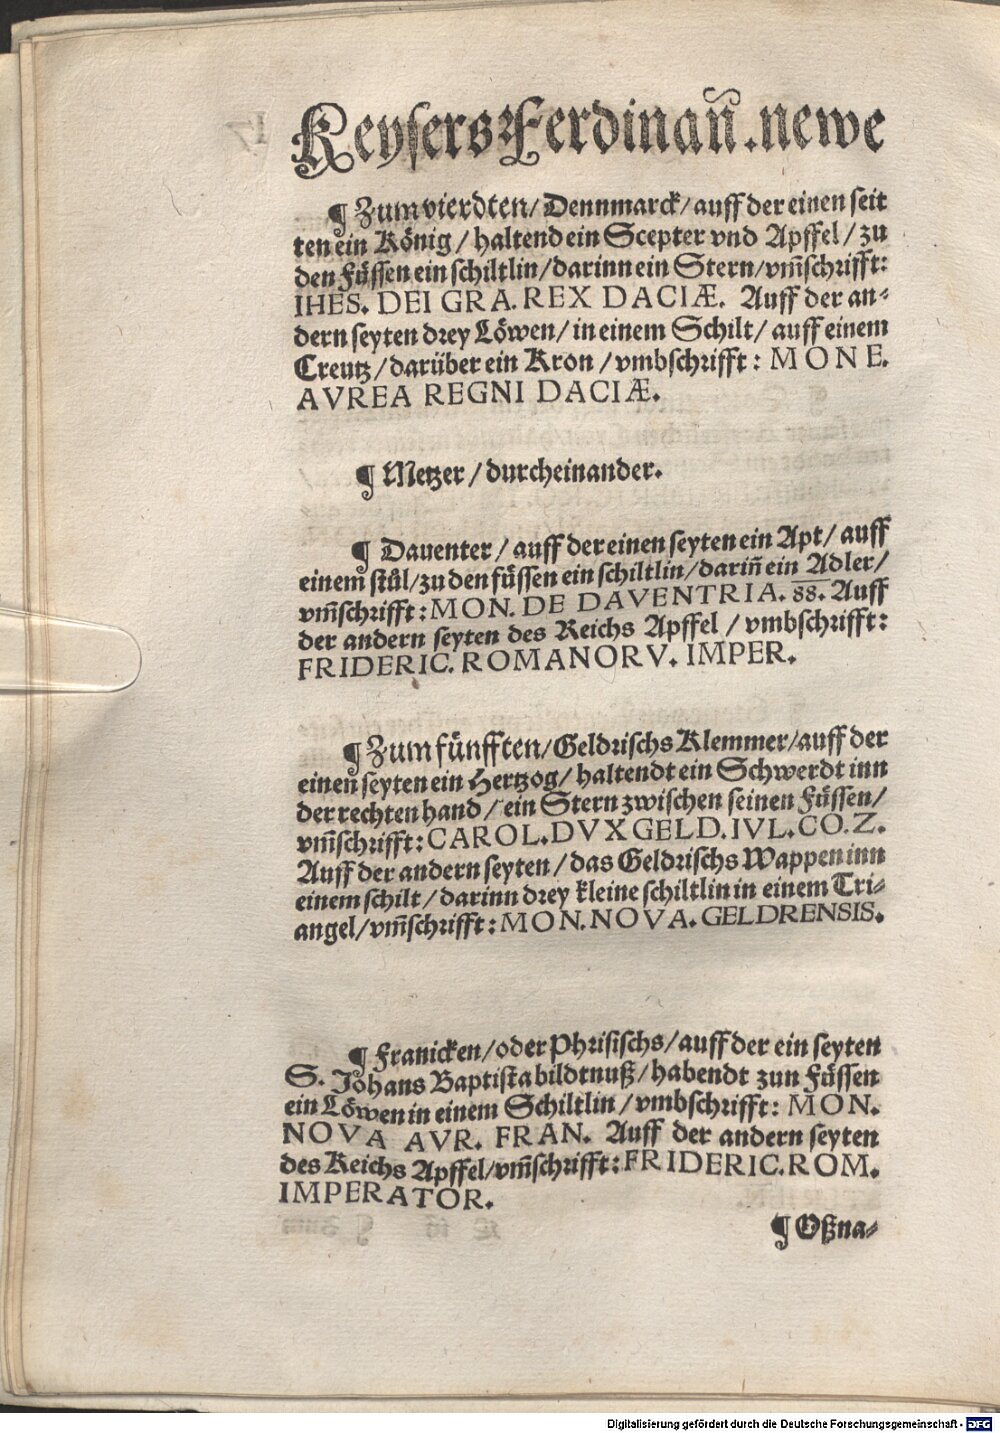 Keysers Ferdinan̄. newe
¶ Zum vierdten / Dennmarck / auff der einen seit
ten ein König / haltend ein Scepter vnd Apffel / zu
den Füssen ein schiltlin / darinn ein Stern / vm̄schrifft:
IHES. DEI GRA. REX DACIÆ. Auff der an⸗
dern seyten drey Löwen / in einem Schilt / auff einem
Creutz / darüber ein Kron / vmbschrifft: MONE.
AVREA REGNI DACIÆ.
¶ Metzer / durcheinander.
¶ Dauenter / auff der einen seyten ein Apt / auff
einem stůl / zu den füssen ein schiltlin / darin̄ ein Adler /
vm̄schrifft: MON. DE DAVENTRIA. 88. Auff
der andern seyten des Reichs Apffel / vmbschrifft:
FRIDERIC. ROMANORV. IMPER.
¶ Zum fünfften / Geldrischs Klemmer / auff der
einen seyten ein Hertzog / haltendt ein Schwerdt inn
der rechten hand / ein Stern zwischen seinen Füssen /
vm̄schrifft: CAROL. DVX GELD. IVL. CO. Z.
Auff der andern seyten / das Geldrischs Wappen inn
einem schilt / darinn drey kleine schiltlin in einem Tri⸗
angel / vm̄schrifft: MON. NOVA. GELDRENSIS.
¶ Franicken / oder Phrisischs / auff der ein seyten
S. Johans Baptista bildtnuß / habendt zun Füssen
ein Löwen in einem Schiltlin / vmbschrifft: MON.
NOVA AVR. FRAN. Auff der andern seyten
des Reichs Apffel / vm̄schrifft: FRIDERIC. ROM.
IMPERATOR.
¶ Oßna⸗
Digitalisierung gefördert durch die Deutsche Forschungsgemeinschaft - DFG